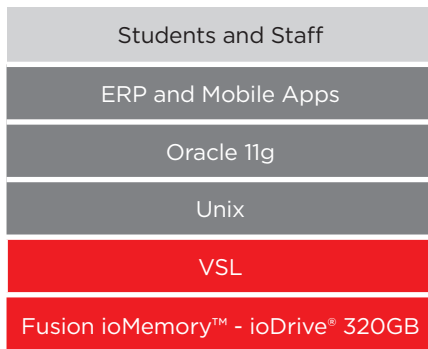 Students and Staff
ERP and Mobile Apps
Oracle 11g
Unix
VSL
Fusion ioMemory™ - ioDrive® 320GB